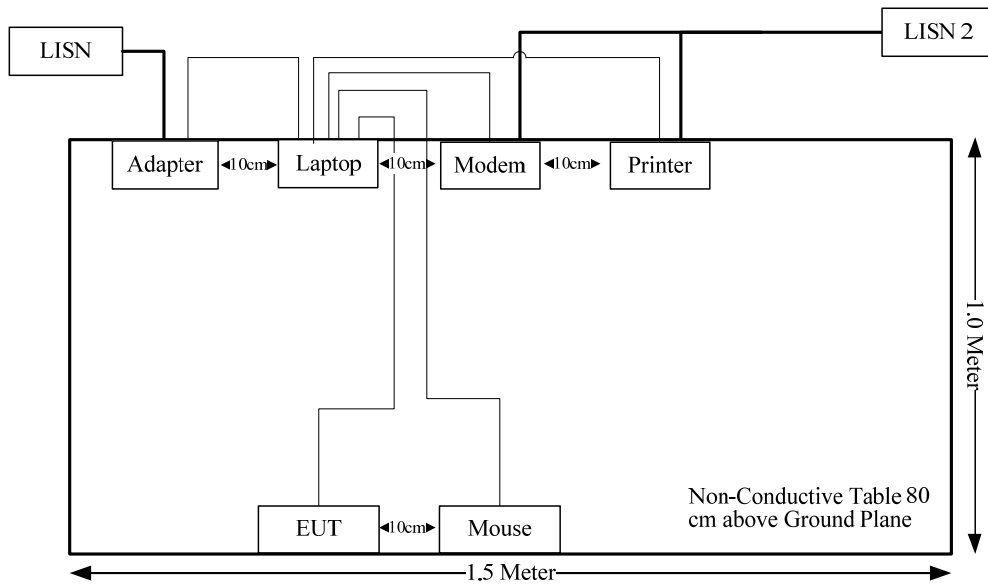 LISN
LISN 2
Adapter
10cm
Laptop
10cm
Modem
10cm
Printer
1.0 Meter
Non-Conductive Table 80
cm above Ground Plane
EUT
10cm
Mouse
1.5 Meter